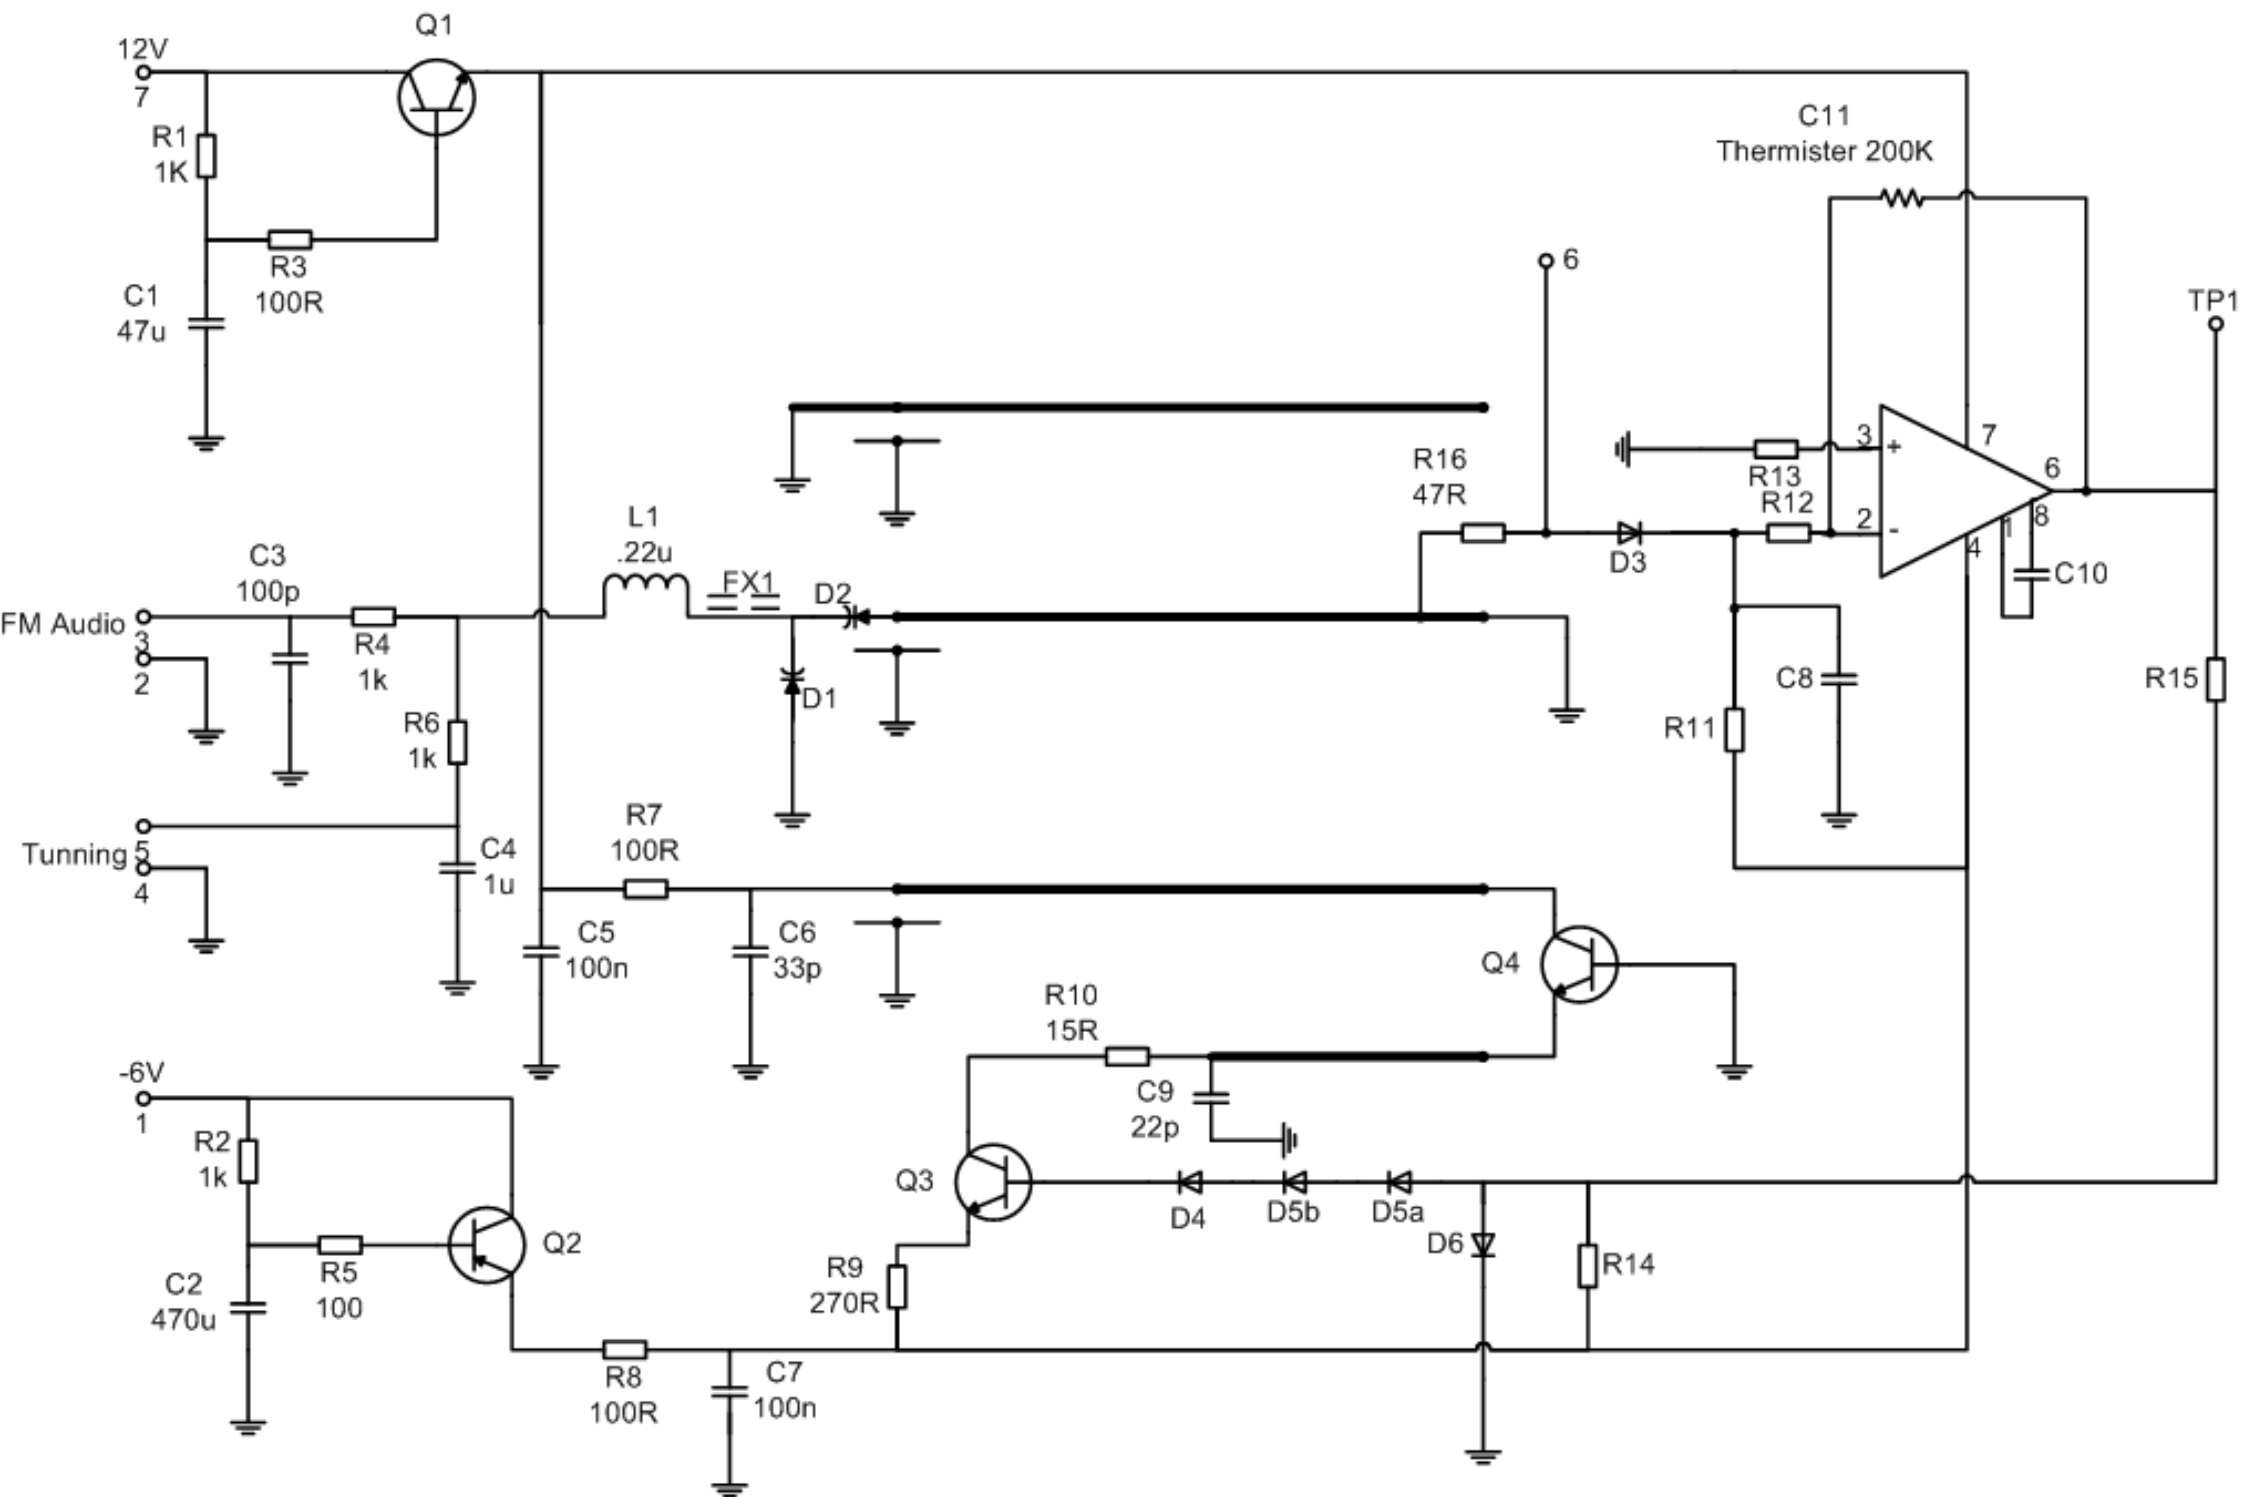 Q1
12V
7
R1
1K
R3
100R
C1
47u
C11
Thermister 200K
6
TP1
3
+
7
R13
R12
6
2
-
1
8
4
C10
R16
47R
D3
L1
.22u
C3
100p
FX1
D2
FM Audio
3
2
R4
1k
D1
C8
R15
R6
1k
R11
R7
100R
Tunning
5
4
C4
1u
C5
100n
C6
33p
Q4
R10
15R
-6V
1
C9
22p
R2
1k
Q3
D4
D5b
D5a
Q2
D6
R14
R5
100
C2
470u
R9
270R
R8
100R
C7
100n